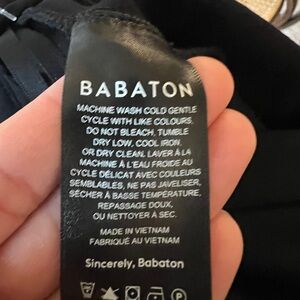 BABATON
MACHINE WASH COLD GENTLE
CYCLE WITH LIKE COLOURS.
DO NOT BLEACH. TUMBLE
DRY LOW, COOL IRON,
OR DRY CLEAN. LAVER À LA
MACHINE À L'EAU FRAIDE AU
CYCLE DÉLICAT AVEC COULEURS
SEMBLABLES, NE PAS JAVELISER,
SÉCHER À BASSE TEMPÉRATURE,
REPASSAGE DOUX,
OU NETTOYER À SEC.
MADE IN VIETNAM
FABRIQUÉ AU VIETNAM
Sincerely, Babaton